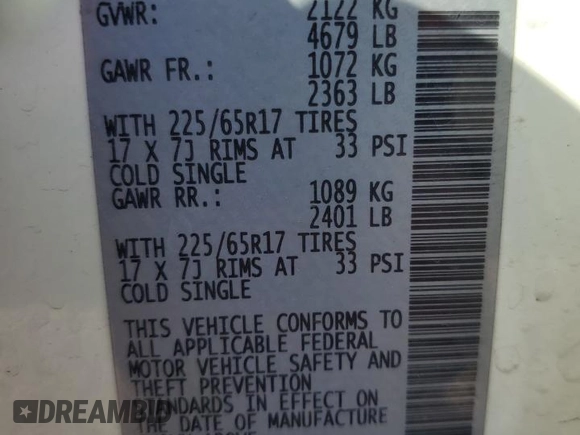 GVWR: 2122 KG
4679 LB
GAWR FR.: 1072 KG
2363 LB
WITH 225/65R17 TIRES
17 X 7J RIMS AT 33 PSI
COLD SINGLE
GAWR RR.: 1089 KG
2401 LB
WITH 225/65R17 TIRES
17 X 7J RIMS AT 33 PSI
COLD SINGLE
THIS VEHICLE CONFORMS TO
ALL APPLICABLE FEDERAL
MOTOR VEHICLE SAFETY AND
THEFT PREVENTION
STANDARDS IN EFFECT ON
THE DATE OF MANUFACTURE
DREAMBID